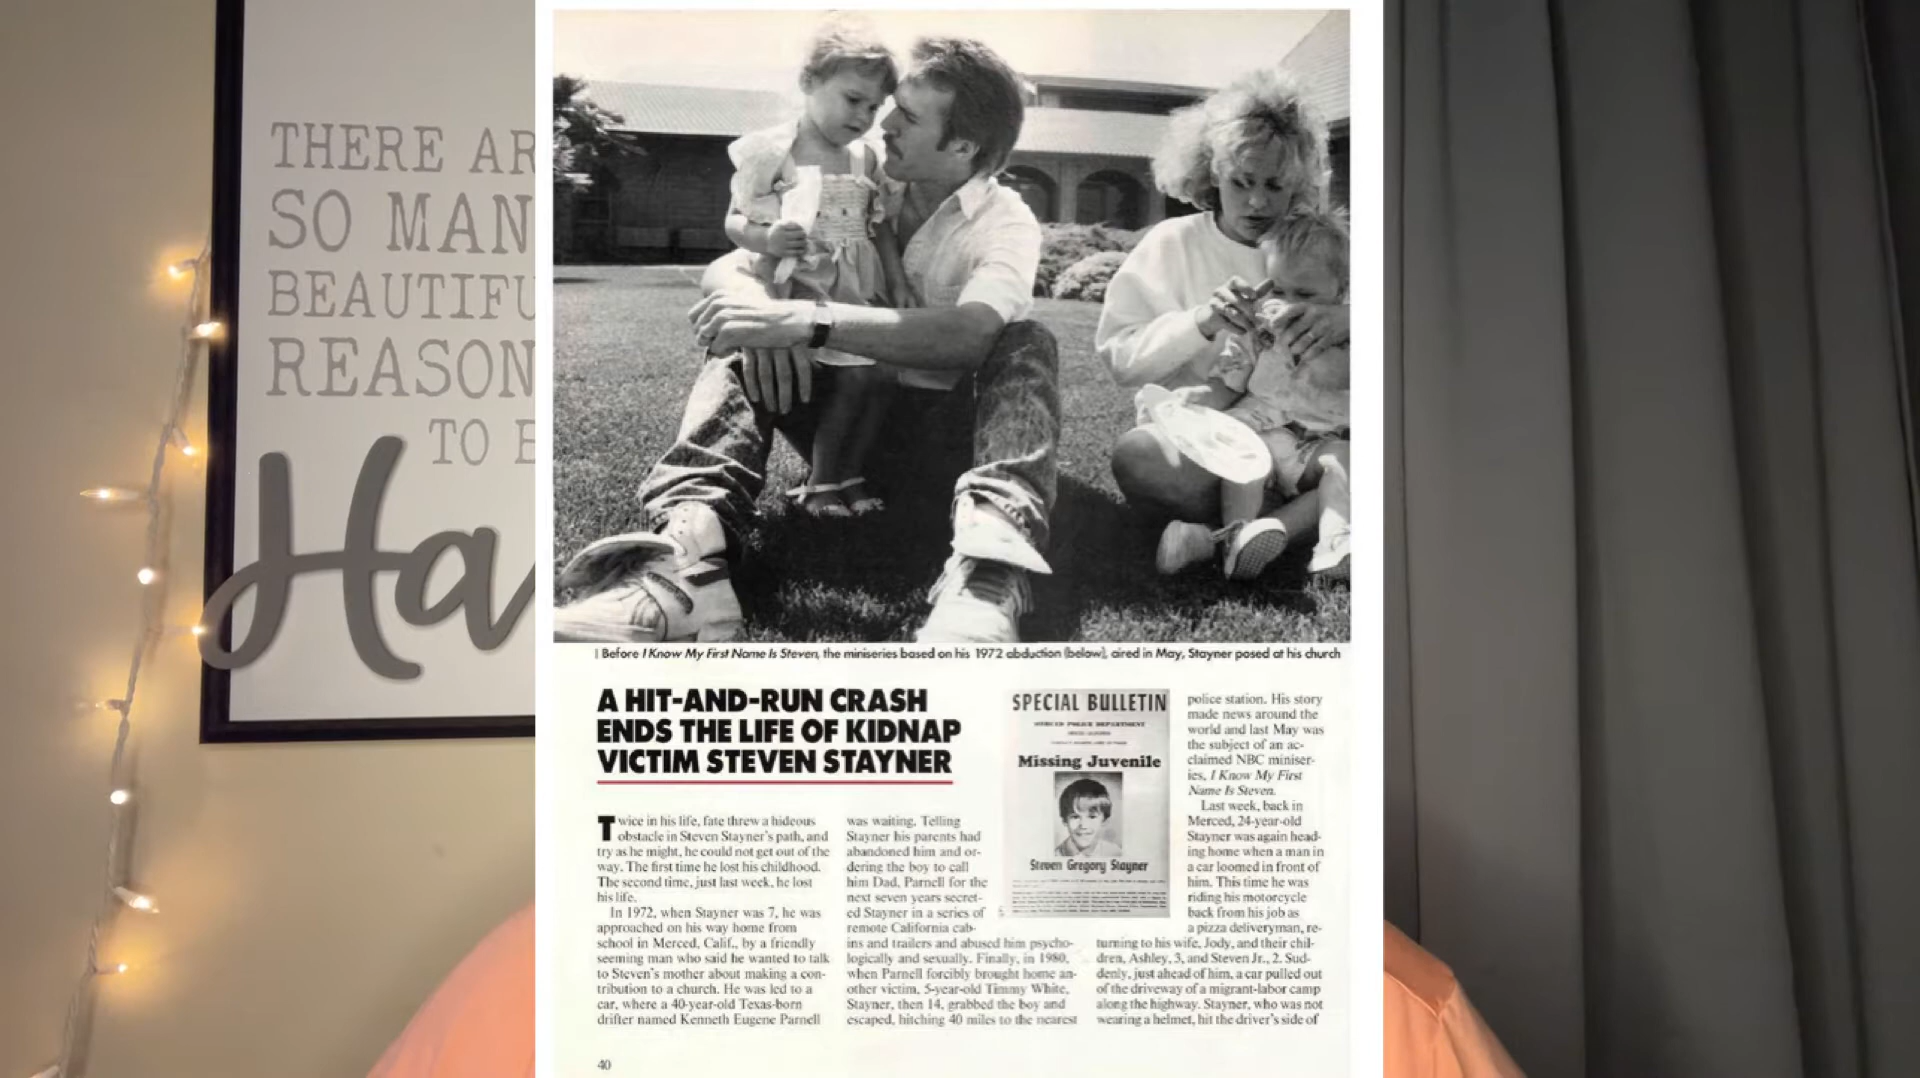 THERE AR
SO MAN
BEAUTIFU
REASON
TO B
Ha
Before I Know My First Name Is Steven, the miniseries based on his 1972 abduction (below), aired in May, Stayner posed at his church
A HIT-AND-RUN CRASH
ENDS THE LIFE OF KIDNAP
VICTIM STEVEN STAYNER
Twice in his life, fate threw a hideous
obstacle in Steven Stayner's path, and
try as he might, he could not get out of the
way. The first time he lost his childhood.
The second time, just last week, he lost
his life.
In 1972, when Stayner was 7, he was
approached on his way home from
school in Merced, Calif., by a friendly
seeming man who said he wanted to talk
to Steven's mother about making a con-
tribution to a church. He was led to a
car, where a 40-year-old Texas-born
drifter named Kenneth Eugene Parnell
was waiting. Telling
Stayner his parents had
abandoned him and or-
dering the boy to call
him Dad, Parnell for the
next seven years secret-
ed Stayner in a series of
remote California cab-
ins and trailers and abused him psycho-
logically and sexually. Finally, in 1980,
when Parnell forcibly brought home an-
other victim, 5-year-old Timmy White,
Stayner, then 14, grabbed the boy and
escaped, hitching 40 miles to the nearest
SPECIAL BULLETIN
MERCED POLICE DEPARTMENT
Missing Juvenile
Steven Gregory Stayner
police station. His story
made news around the
world and last May was
the subject of an ac-
claimed NBC miniser-
ies, I Know My First
Name Is Steven.
Last week, back in
Merced, 24-year-old
Stayner was again head-
ing home when a man in
a car loomed in front of
him. This time he was
riding his motorcycle
back from his job as
a pizza deliveryman, re-
turning to his wife, Jody, and their chil-
dren, Ashley, 3, and Steven Jr., 2. Sud-
denly, just ahead of him, a car pulled out
of the driveway of a migrant-labor camp
along the highway. Stayner, who was not
wearing a helmet, hit the driver's side of
40